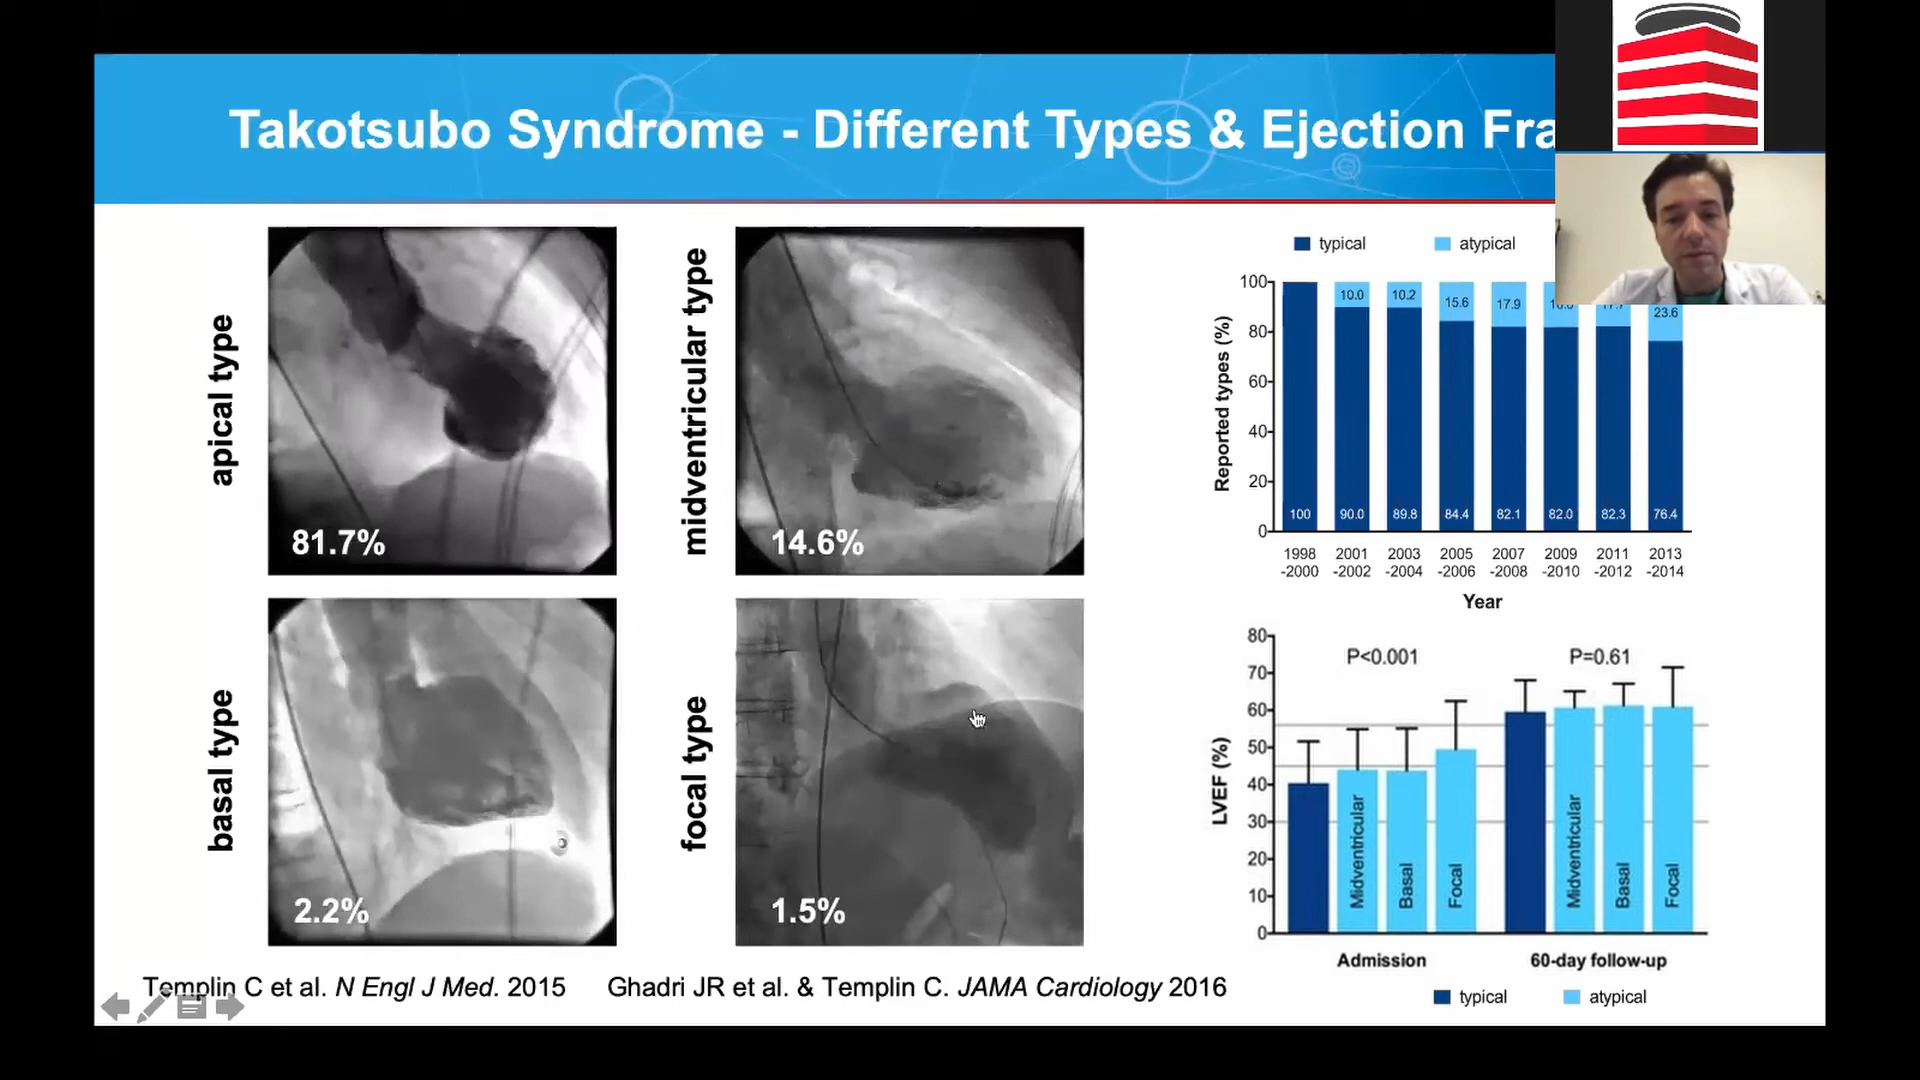 Takotsubo Syndrome - Different Types & Ejection Fra
apical type
81.7%
midventricular type
14.6%
basal type
2.2%
focal type
1.5%
typical atypical
Reported types (%)
100
80
60
40
20
0
10.0 10.2 15.6 17.9 23.6
100 90.0 89.8 84.4 82.1 82.0 82.3 76.4
1998 2001 2003 2005 2007 2009 2011 2013
-2000 -2002 -2004 -2006 -2008 -2010 -2012 -2014
Year
LVEF (%)
80
70
60
50
40
30
20
10
0
P<0.001 P=0.61
Midventricular
Basal
Focal
Midventricular
Basal
Focal
Admission 60-day follow-up
typical atypical
Templin C et al. N Engl J Med. 2015 Ghadri JR et al. & Templin C. JAMA Cardiology 2016